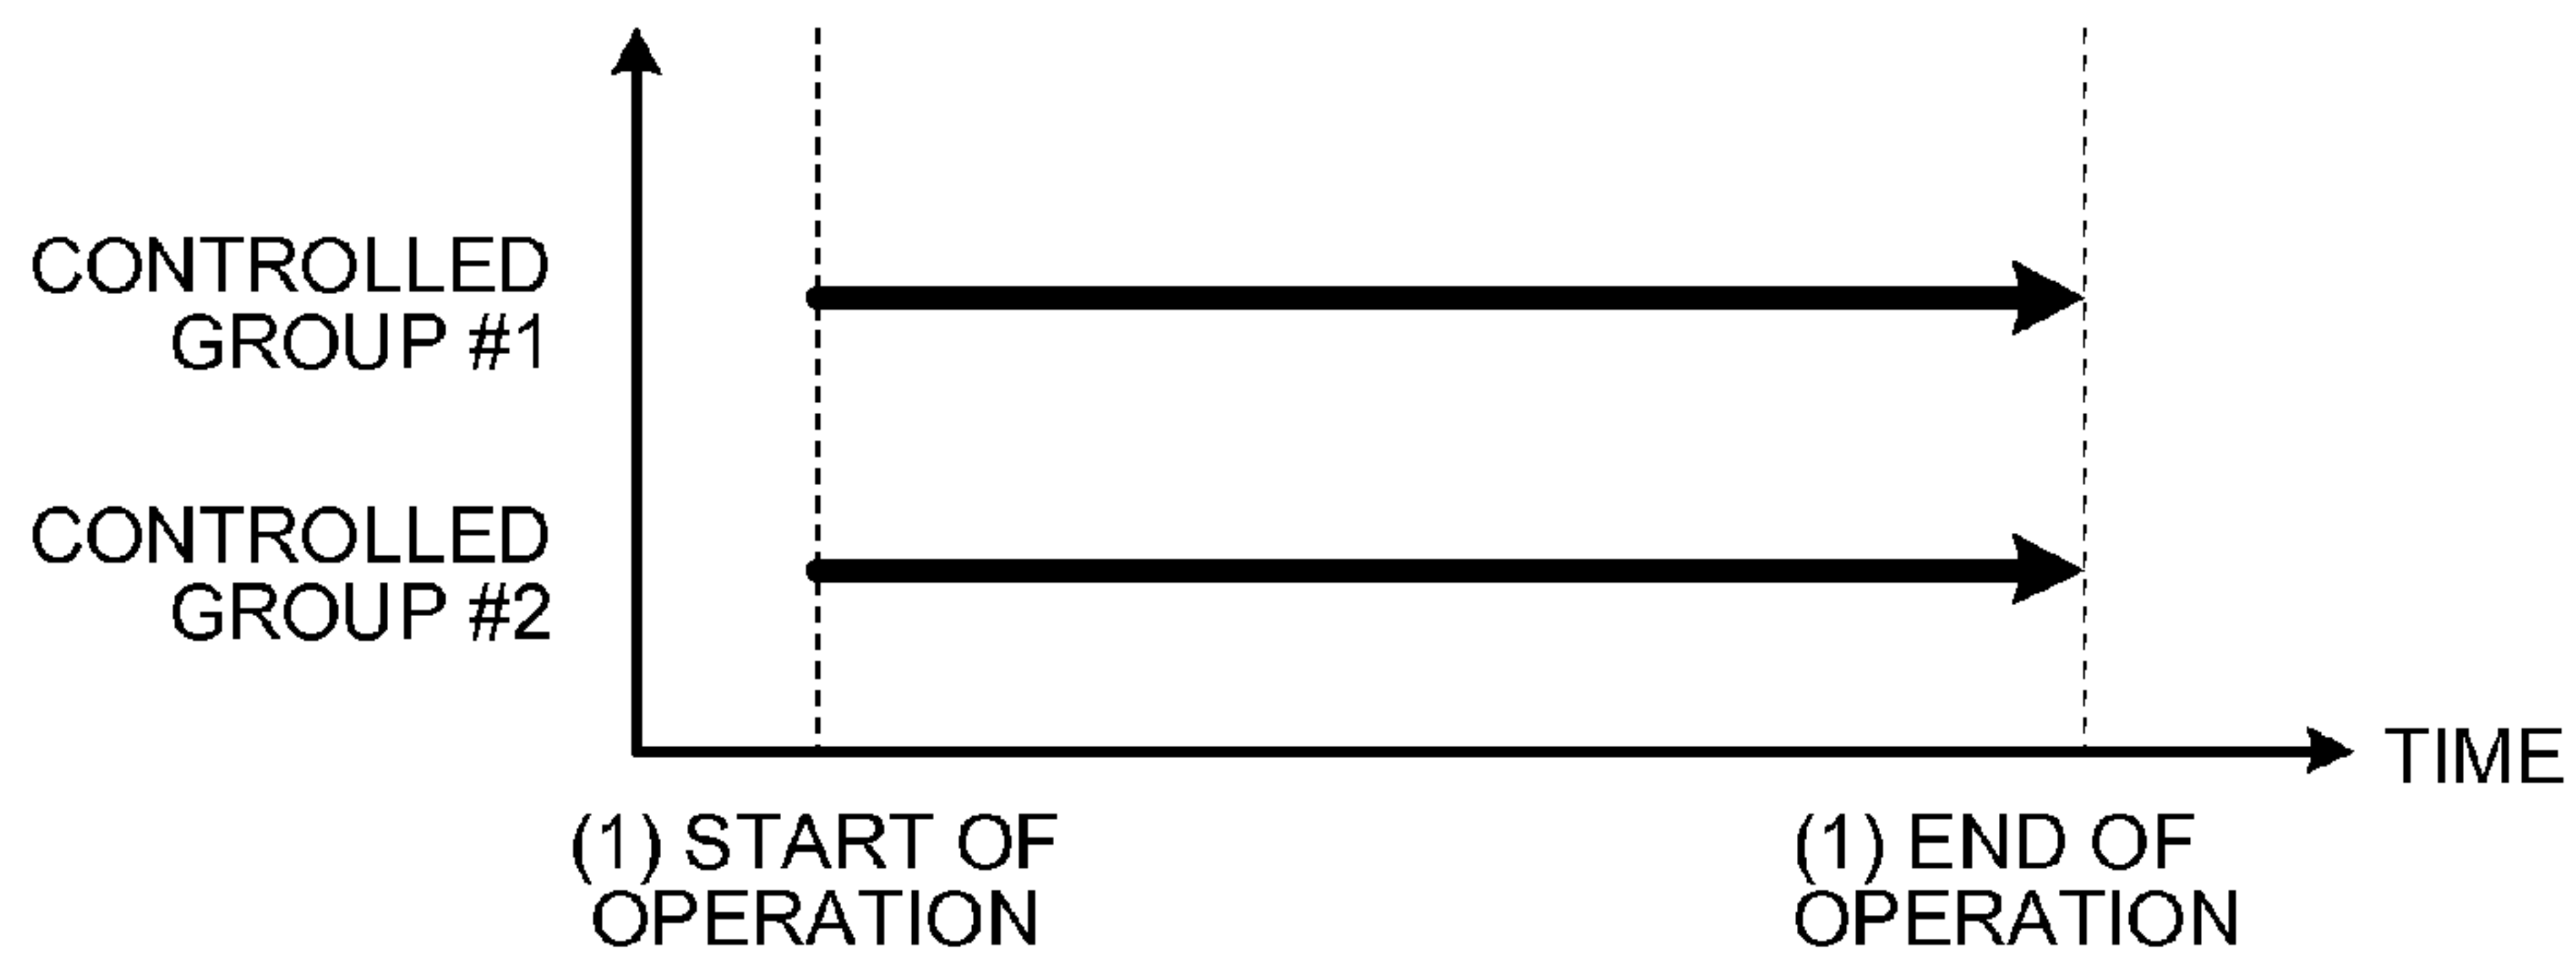 CONTROLLED
GROUP #1
CONTROLLED
GROUP #2
TIME
(1) START OF
OPERATION
(1) END OF
OPERATION